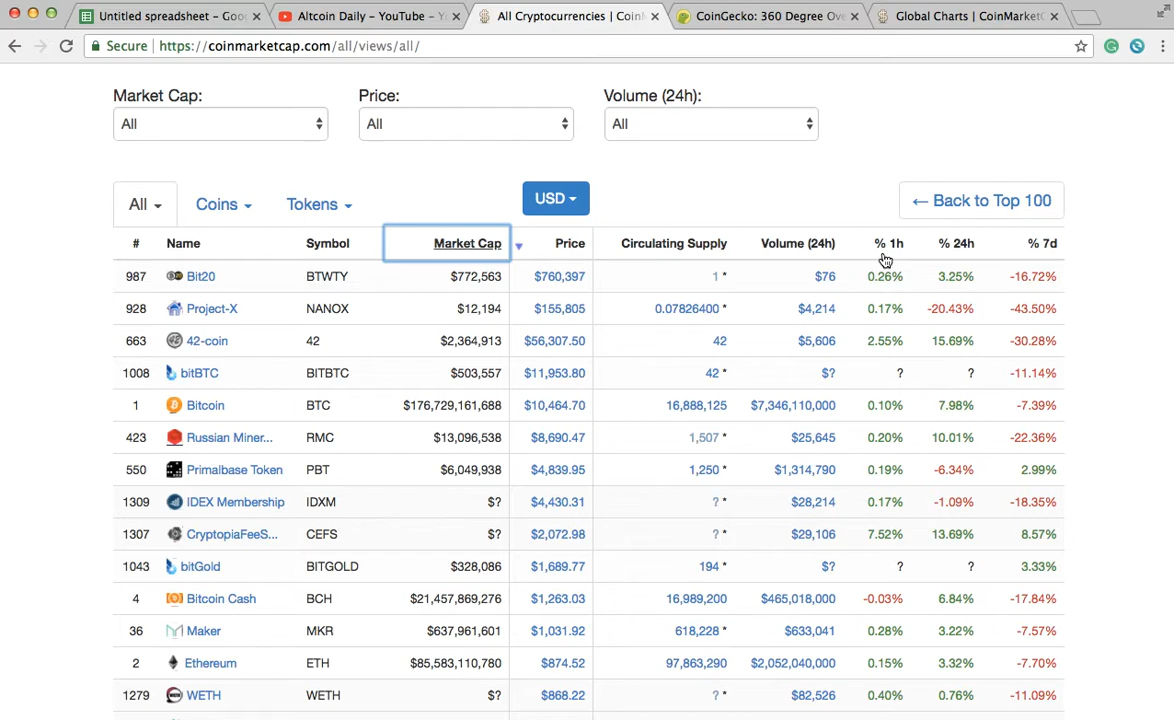 Untitled spreadsheet – Goo
Altcoin Daily – YouTube – Yo
All Cryptocurrencies | CoinM
CoinGecko: 360 Degree Ove
Global Charts | CoinMarketC
Secure https://coinmarketcap.com/all/views/all/
Market Cap: Price: Volume (24h):
All All All
All Coins Tokens USD ← Back to Top 100
# Name Symbol Market Cap Price Circulating Supply Volume (24h) % 1h % 24h % 7d
987 Bit20 BTWTY $772,563 $760,397 1 * $76 0.26% 3.25% -16.72%
928 Project-X NANOX $12,194 $155,805 0.07826400 * $4,214 0.17% -20.43% -43.50%
663 42-coin 42 $2,364,913 $56,307.50 42 $5,606 2.55% 15.69% -30.28%
1008 bitBTC BITBTC $503,557 $11,953.80 42 * $? ? ? -11.14%
1 Bitcoin BTC $176,729,161,688 $10,464.70 16,888,125 $7,346,110,000 0.10% 7.98% -7.39%
423 Russian Miner... RMC $13,096,538 $8,690.47 1,507 * $25,645 0.20% 10.01% -22.36%
550 Primalbase Token PBT $6,049,938 $4,839.95 1,250 * $1,314,790 0.19% -6.34% 2.99%
1309 IDEX Membership IDXM $? $4,430.31 ? * $28,214 0.17% -1.09% -18.35%
1307 CryptopiaFeeS... CEFS $? $2,072.98 ? * $29,106 7.52% 13.69% 8.57%
1043 bitGold BITGOLD $328,086 $1,689.77 194 * $? ? ? 3.33%
4 Bitcoin Cash BCH $21,457,869,276 $1,263.03 16,989,200 $465,018,000 -0.03% 6.84% -17.84%
36 Maker MKR $637,961,601 $1,031.92 618,228 * $633,041 0.28% 3.22% -7.57%
2 Ethereum ETH $85,583,110,780 $874.52 97,863,290 $2,052,040,000 0.15% 3.32% -7.70%
1279 WETH WETH $? $868.22 ? * $82,526 0.40% 0.76% -11.09%